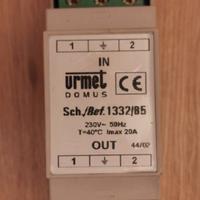 1 ⏚ 2
IN
urmet
DOMUS
CE
Sch./Ref. 1332/85
230V~ 50Hz
T=40°C Imax 20A
OUT 44/02
1 ⏚ 2